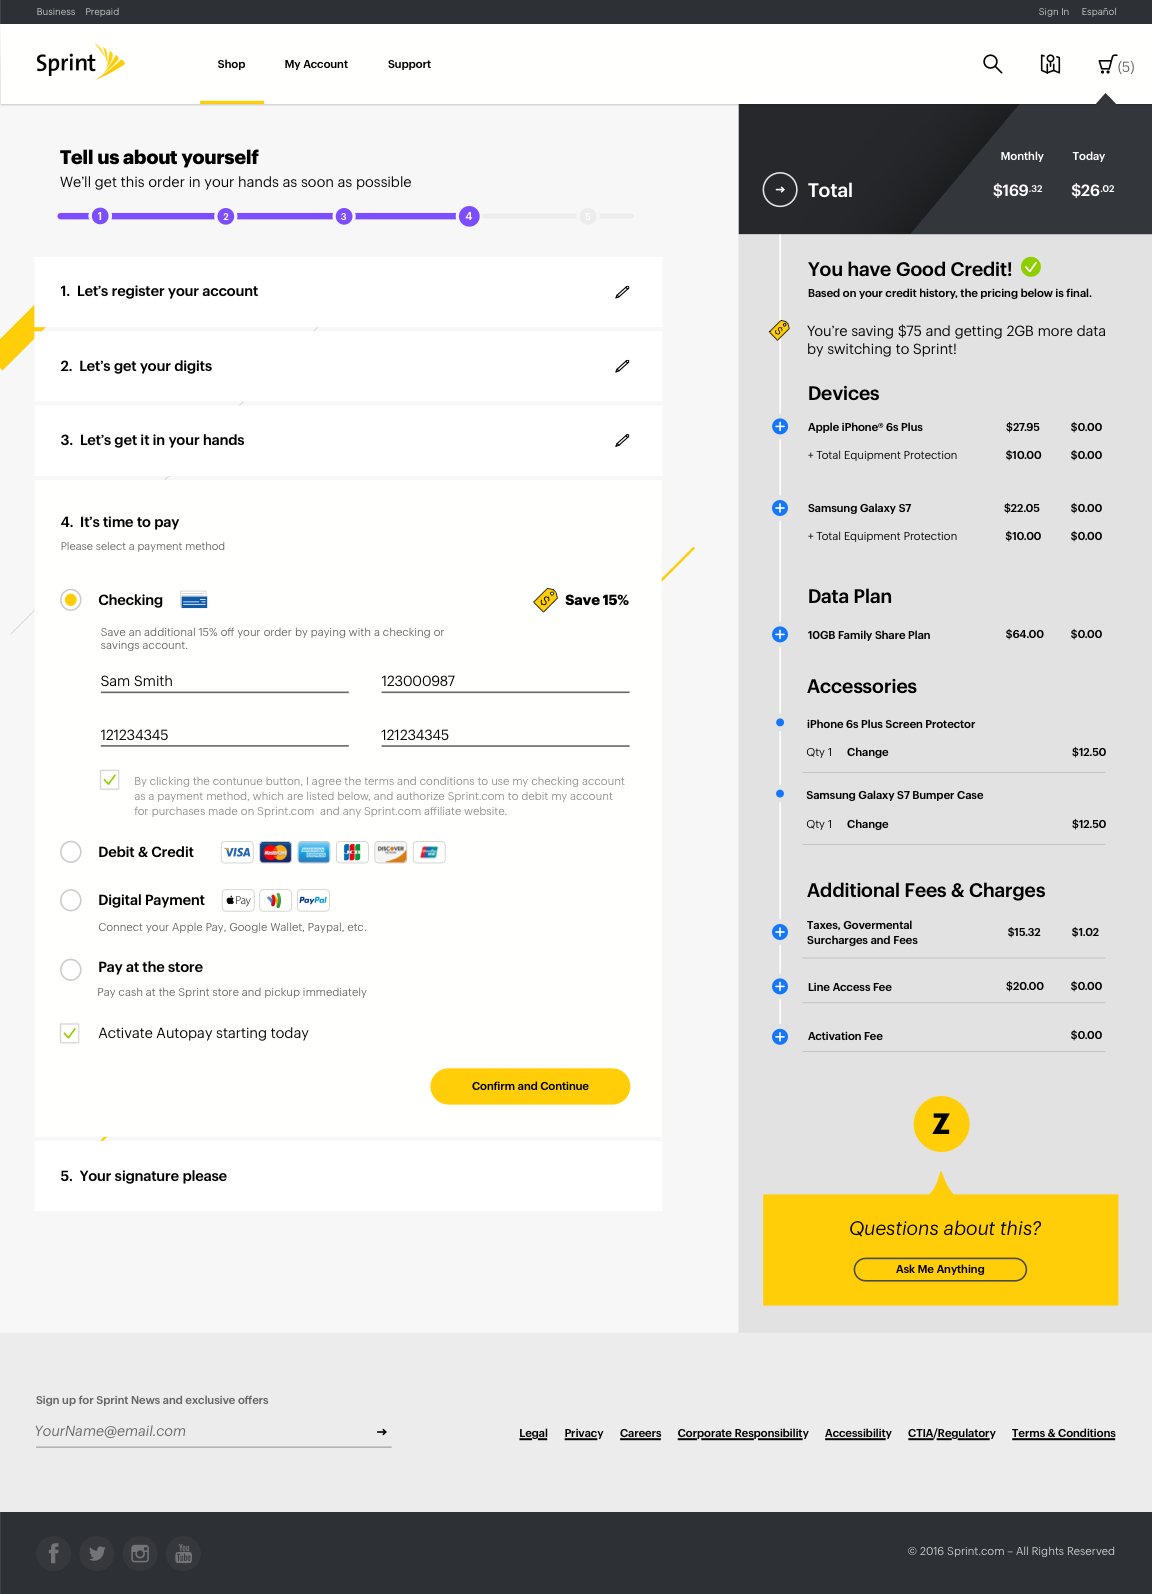 Business Prepaid Sign In Español
Sprint Shop My Account Support (5)
Tell us about yourself
We'll get this order in your hands as soon as possible
1 2 3 4 5
1. Let's register your account
2. Let's get your digits
3. Let's get it in your hands
4. It's time to pay
Please select a payment method
Checking Save 15%
Save an additional 15% off your order by paying with a checking or
savings account.
Sam Smith 123000987
121234345 121234345
By clicking the contunue button, I agree the terms and conditions to use my checking account
as a payment method, which are listed below, and authorize Sprint.com to debit my account
for purchases made on Sprint.com and any Sprint.com affiliate website.
Debit & Credit VISA MasterCard JCB DISCOVER
Digital Payment Pay PayPal
Connect your Apple Pay, Google Wallet, Paypal, etc.
Pay at the store
Pay cash at the Sprint store and pickup immediately
Activate Autopay starting today
Confirm and Continue
5. Your signature please
Monthly Today
Total $169.32 $26.02
You have Good Credit!
Based on your credit history, the pricing below is final.
You're saving $75 and getting 2GB more data
by switching to Sprint!
Devices
Apple iPhone® 6s Plus $27.95 $0.00
+ Total Equipment Protection $10.00 $0.00
Samsung Galaxy S7 $22.05 $0.00
+ Total Equipment Protection $10.00 $0.00
Data Plan
10GB Family Share Plan $64.00 $0.00
Accessories
iPhone 6s Plus Screen Protector
Qty 1 Change $12.50
Samsung Galaxy S7 Bumper Case
Qty 1 Change $12.50
Additional Fees & Charges
Taxes, Govermental
Surcharges and Fees $15.32 $1.02
Line Access Fee $20.00 $0.00
Activation Fee $0.00
Z
Questions about this?
Ask Me Anything
Sign up for Sprint News and exclusive offers
YourName@email.com
Legal Privacy Careers Corporate Responsibility Accessibility CTIA/Regulatory Terms & Conditions
You
Tube
© 2016 Sprint.com – All Rights Reserved